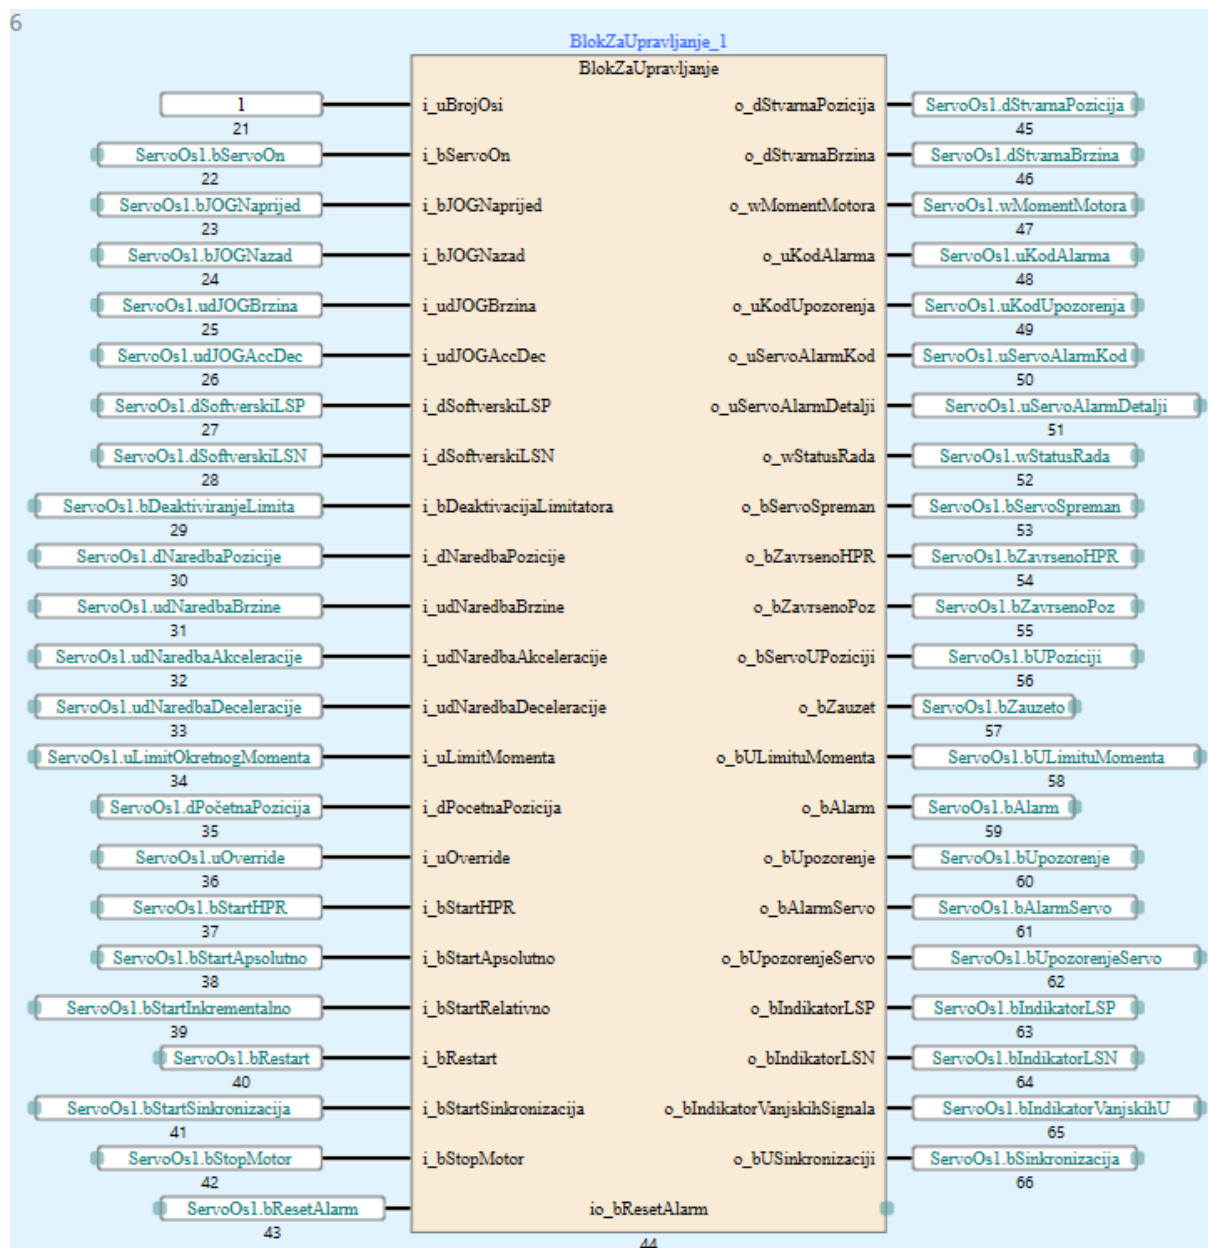 6
BlokZaUpravljanje_1
BlokZaUpravljanje
1 i_uBrojOsi o_dStvarnaPozicija ServoOs1.dStvarnaPozicija
21 45
ServoOs1.bServoOn i_bServoOn o_dStvarnaBrzina ServoOs1.dStvarnaBrzina
22 46
ServoOs1.bJOGNaprijed i_bJOGNaprijed o_wMomentMotora ServoOs1.wMomentMotora
23 47
ServoOs1.bJOGNazad i_bJOGNazad o_uKodAlarma ServoOs1.uKodAlarma
24 48
ServoOs1.udJOGBrzina i_udJOGBrzina o_uKodUpozorenja ServoOs1.uKodUpozorenja
25 49
ServoOs1.udJOGAccDec i_udJOGAccDec o_uServoAlarmKod ServoOs1.uServoAlarmKod
26 50
ServoOs1.dSoftverskiLSP i_dSoftverskiLSP o_uServoAlarmDetalji ServoOs1.uServoAlarmDetalji
27 51
ServoOs1.dSoftverskiLSN i_dSoftverskiLSN o_wStatusRada ServoOs1.wStatusRada
28 52
ServoOs1.bDeaktiviranjeLimita i_bDeaktivacijaLimitatora o_bServoSpreman ServoOs1.bServoSpreman
29 53
ServoOs1.dNaredbaPozicije i_dNaredbaPozicije o_bZavrsenoHPR ServoOs1.bZavrsenoHPR
30 54
ServoOs1.udNaredbaBrzine i_udNaredbaBrzine o_bZavrsenoPoz ServoOs1.bZavrsenoPoz
31 55
ServoOs1.udNaredbaAkceleracije i_udNaredbaAkceleracije o_bServoUPoziciji ServoOs1.bUPoziciji
32 56
ServoOs1.udNaredbaDeceleracije i_udNaredbaDeceleracije o_bZauzet ServoOs1.bZauzeto
33 57
ServoOs1.uLimitOkretnogMomenta i_uLimitMomenta o_bULimituMomenta ServoOs1.bULimituMomenta
34 58
ServoOs1.dPočetnaPozicija i_dPocetnaPozicija o_bAlarm ServoOs1.bAlarm
35 59
ServoOs1.uOverride i_uOverride o_bUpozorenje ServoOs1.bUpozorenje
36 60
ServoOs1.bStartHPR i_bStartHPR o_bAlarmServo ServoOs1.bAlarmServo
37 61
ServoOs1.bStartApsolutno i_bStartApsolutno o_bUpozorenjeServo ServoOs1.bUpozorenjeServo
38 62
ServoOs1.bStartInkrementalno i_bStartRelativno o_bIndikatorLSP ServoOs1.bIndikatorLSP
39 63
ServoOs1.bRestart i_bRestart o_bIndikatorLSN ServoOs1.bIndikatorLSN
40 64
ServoOs1.bStartSinkronizacija i_bStartSinkronizacija o_bIndikatorVanjskihSignala ServoOs1.bIndikatorVanjskihU
41 65
ServoOs1.bStopMotor i_bStopMotor o_bUSinkronizaciji ServoOs1.bSinkronizacija
42 66
ServoOs1.bResetAlarm io_bResetAlarm
43 44